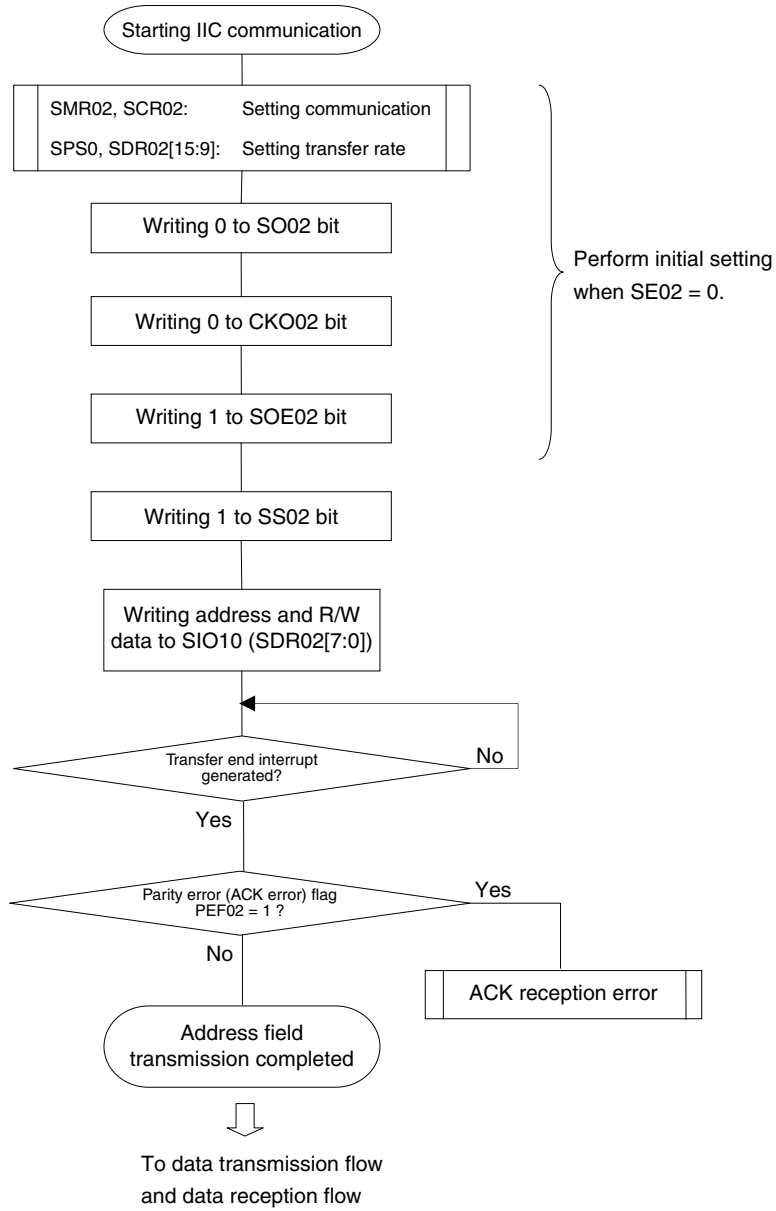 Starting IIC communication
SMR02, SCR02: Setting communication
SPS0, SDR02[15:9]: Setting transfer rate
Writing 0 to SO02 bit
Perform initial setting
when SE02 = 0.
Writing 0 to CKO02 bit
Writing 1 to SOE02 bit
Writing 1 to SS02 bit
Writing address and R/W
data to SIO10 (SDR02[7:0])
Transfer end interrupt
generated?
No
Yes
Parity error (ACK error) flag
PEF02 = 1 ?
Yes
No
ACK reception error
Address field
transmission completed
To data transmission flow
and data reception flow